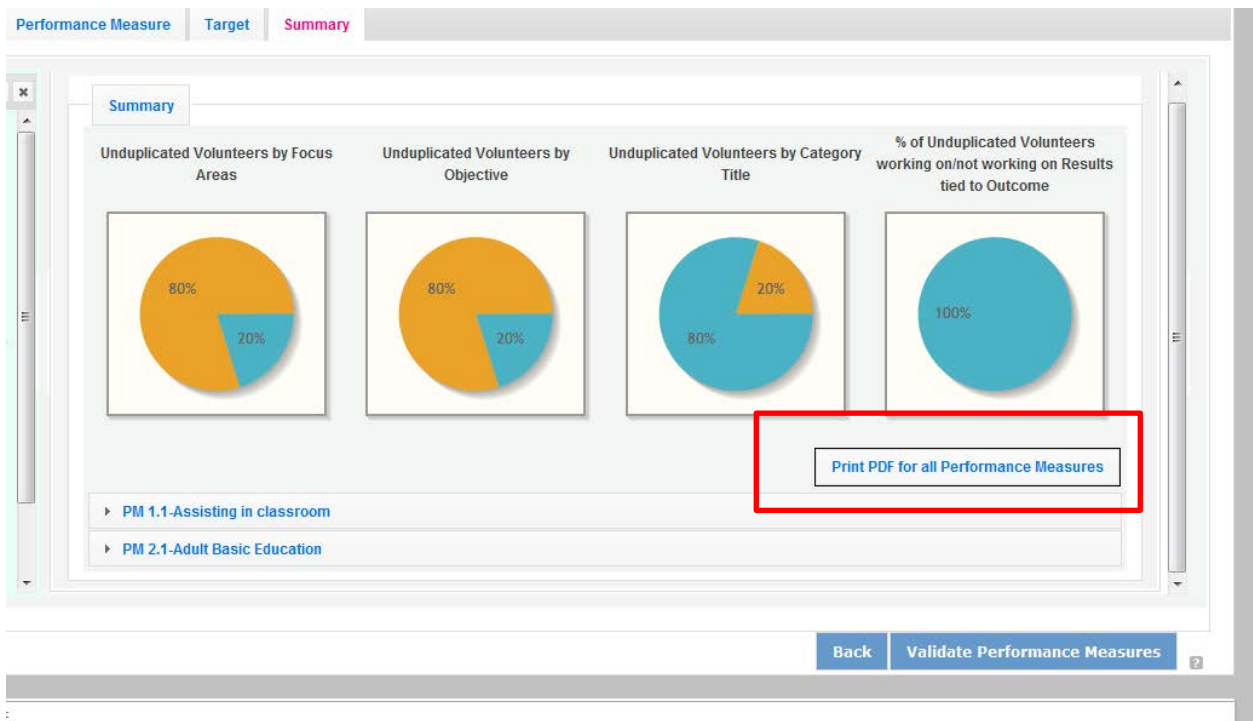 Performance Measure Target Summary
Summary
Unduplicated Volunteers by Focus
Areas
Unduplicated Volunteers by
Objective
Unduplicated Volunteers by Category
Title
% of Unduplicated Volunteers
working on/not working on Results
tied to Outcome
80%
20%
80%
20%
20%
80%
100%
Print PDF for all Performance Measures
PM 1.1-Assisting in classroom
PM 2.1-Adult Basic Education
Back Validate Performance Measures